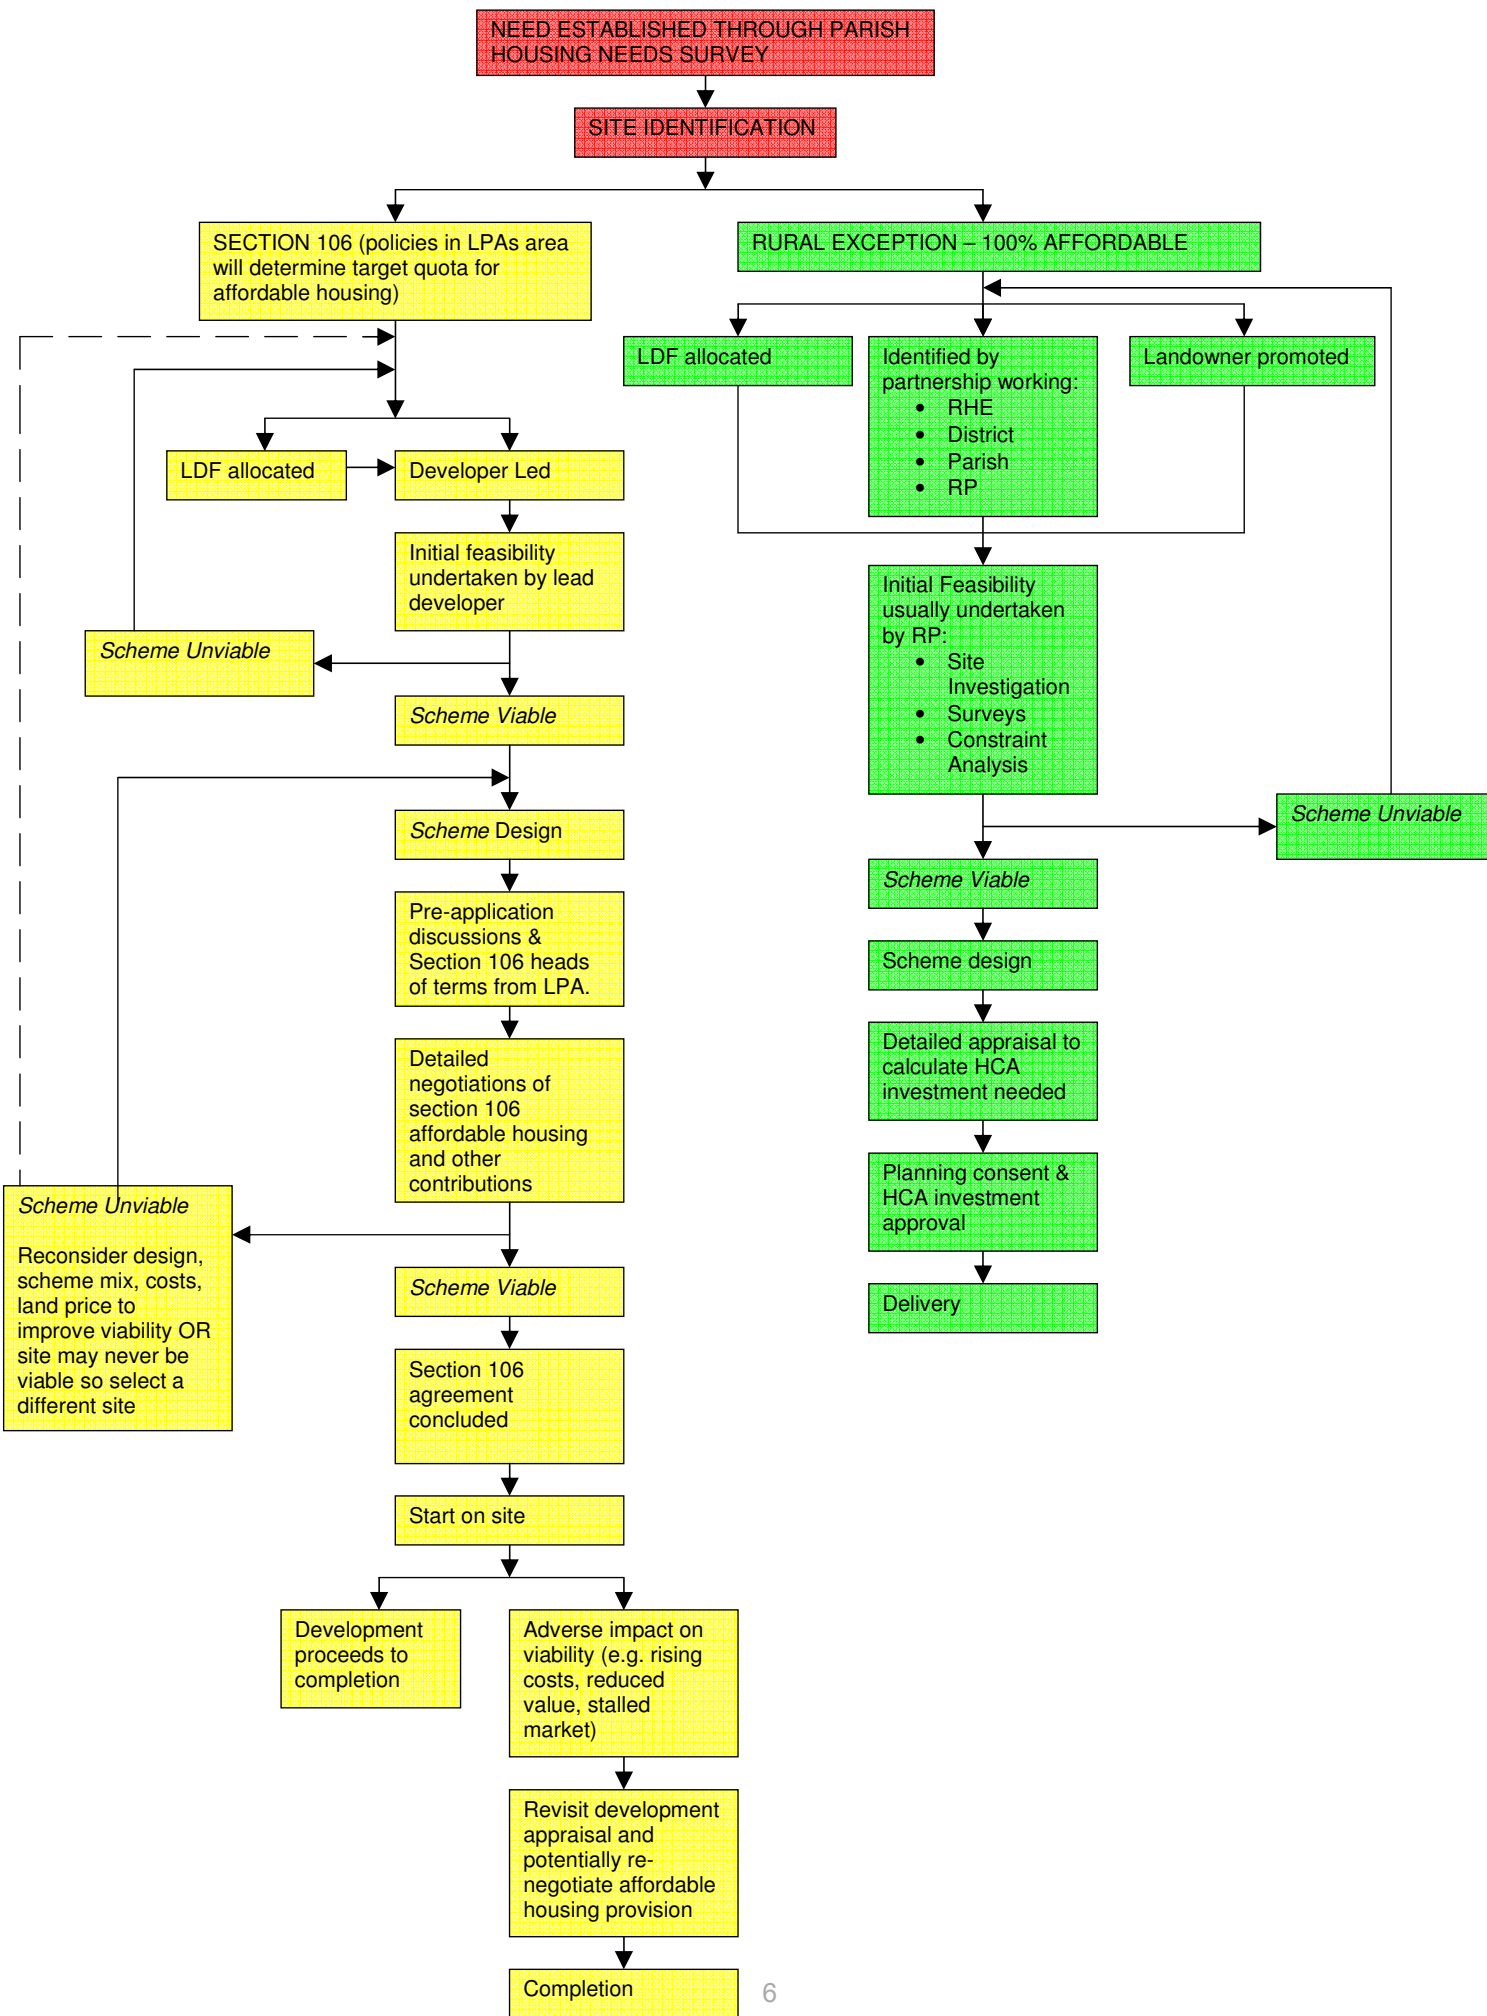 NEED ESTABLISHED THROUGH PARISH
HOUSING NEEDS SURVEY
SITE IDENTIFICATION
SECTION 106 (policies in LPAs area
will determine target quota for
affordable housing)
LDF allocated
Developer Led
Initial feasibility
undertaken by lead
developer
Scheme Unviable
Scheme Viable
Scheme Design
Pre-application
discussions &
Section 106 heads
of terms from LPA.
Detailed
negotiations of
section 106
affordable housing
and other
contributions
Scheme Unviable
Reconsider design,
scheme mix, costs,
land price to
improve viability OR
site may never be
viable so select a
different site
Scheme Viable
Section 106
agreement
concluded
Start on site
Development
proceeds to
completion
Adverse impact on
viability (e.g. rising
costs, reduced
value, stalled
market)
Revisit development
appraisal and
potentially re-
negotiate affordable
housing provision
Completion
RURAL EXCEPTION – 100% AFFORDABLE
LDF allocated
Identified by
partnership working:
• RHE
• District
• Parish
• RP
Landowner promoted
Initial Feasibility
usually undertaken
by RP:
• Site
Investigation
• Surveys
• Constraint
Analysis
Scheme Unviable
Scheme Viable
Scheme design
Detailed appraisal to
calculate HCA
investment needed
Planning consent &
HCA investment
approval
Delivery
6